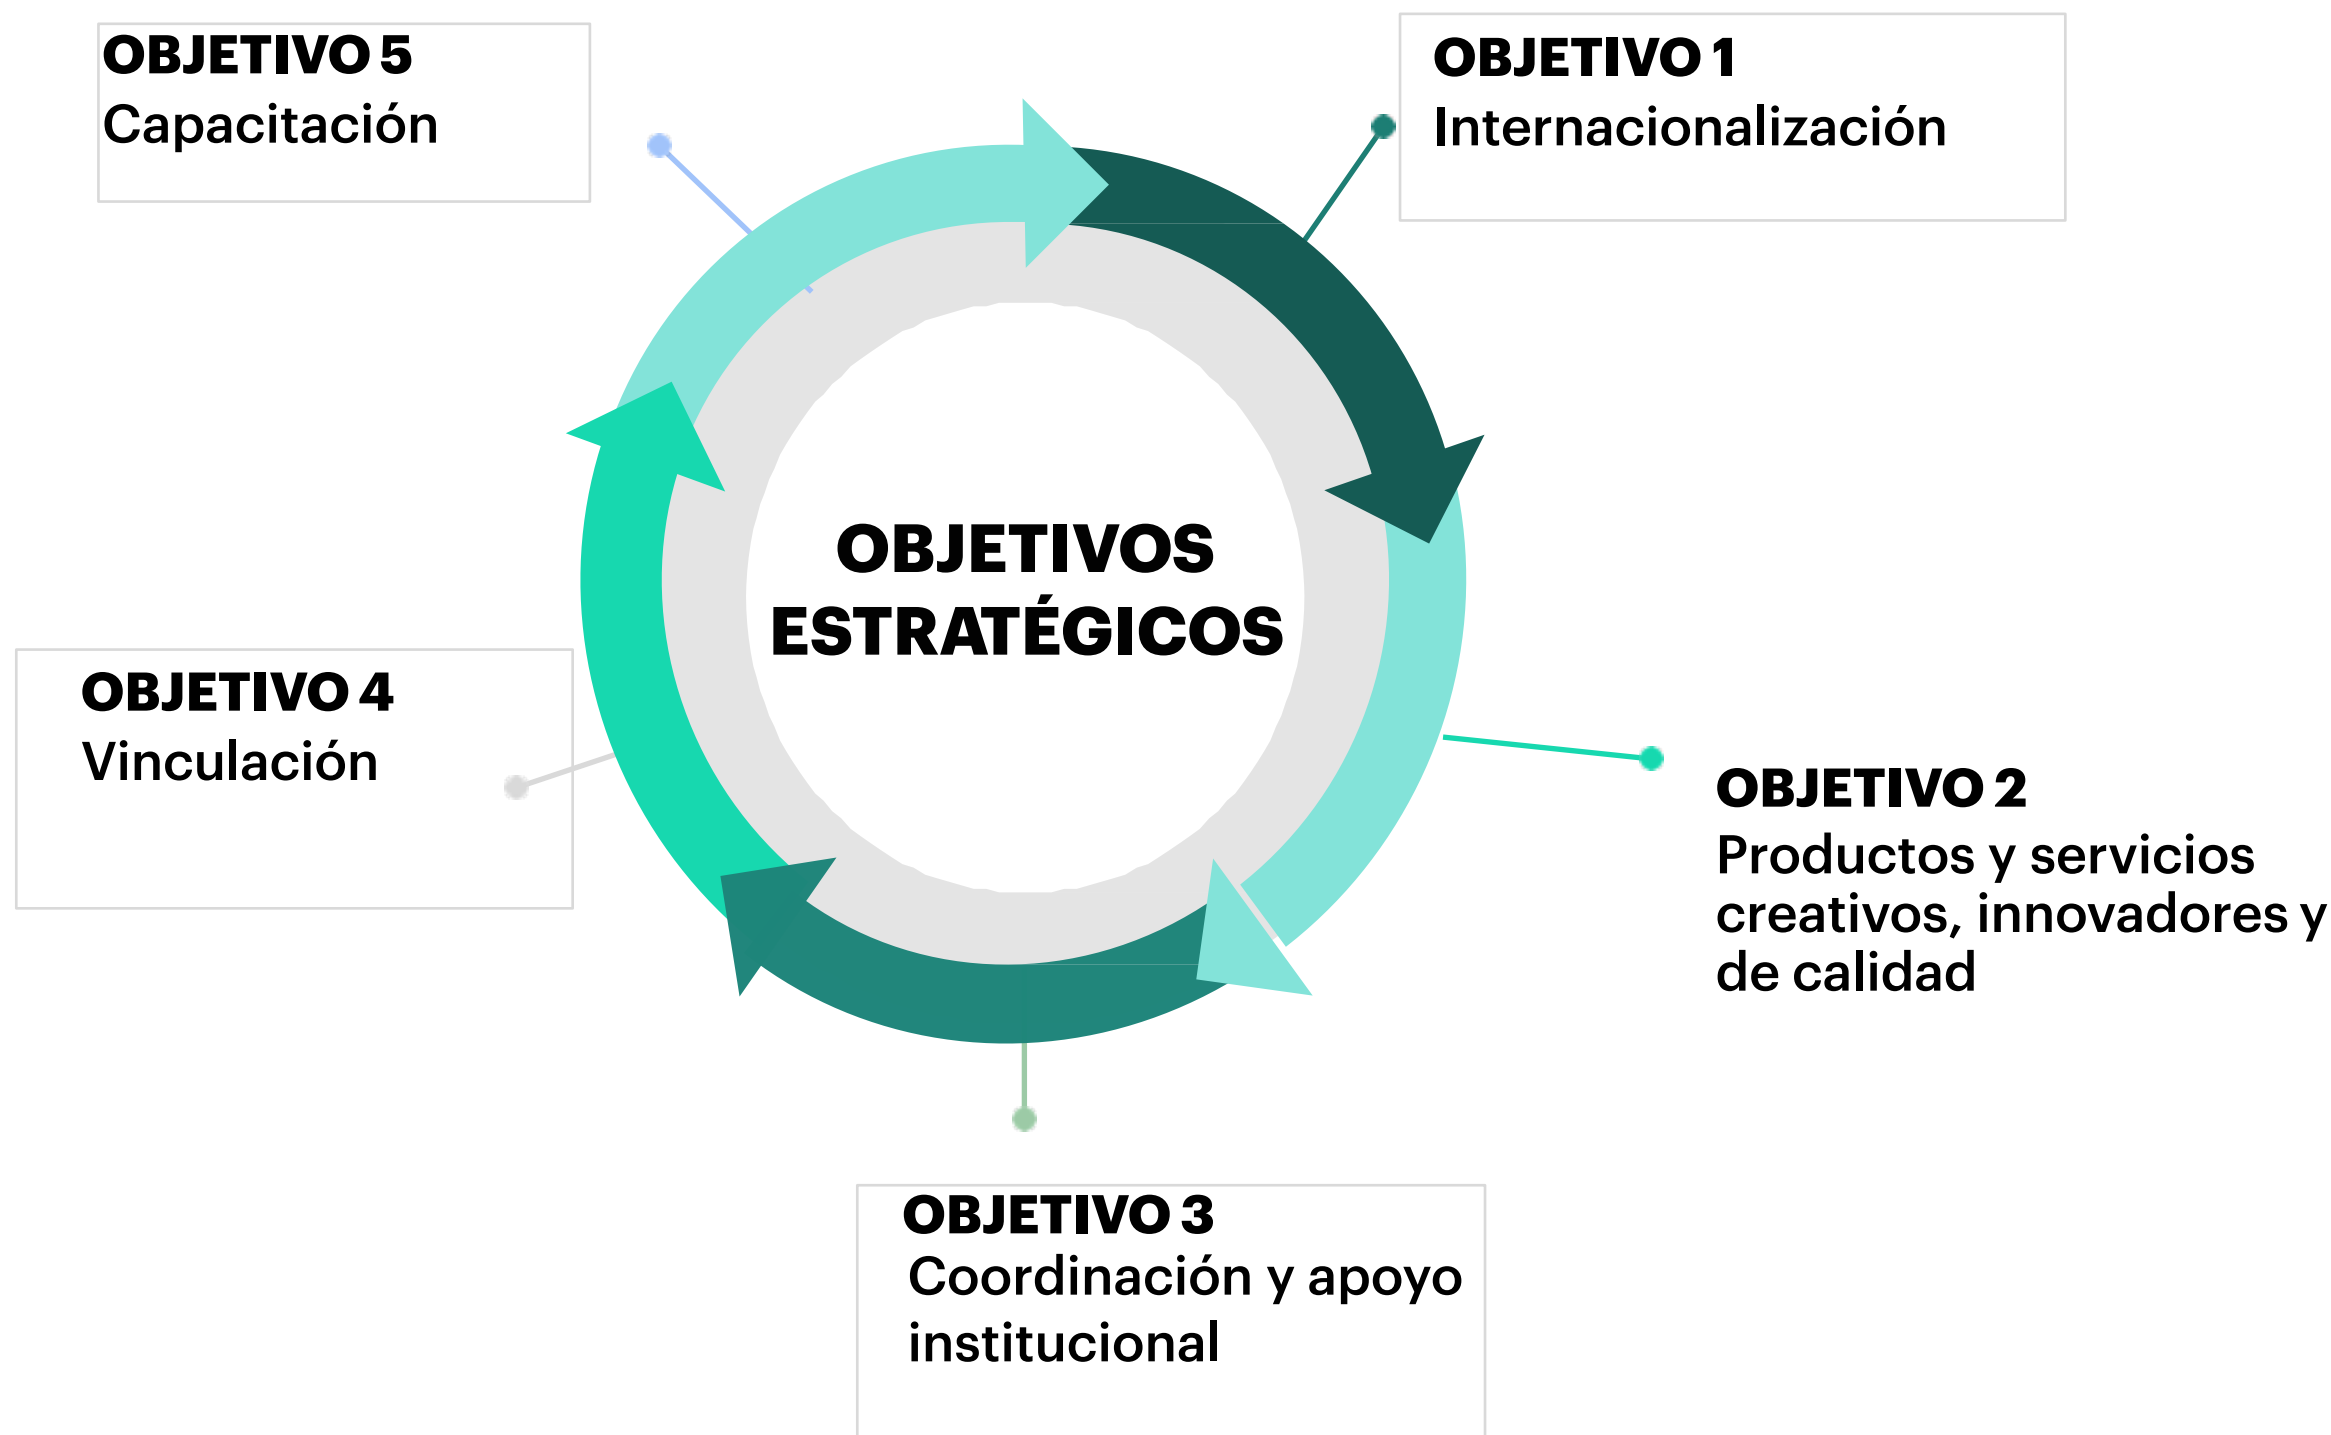 OBJETIVO 5
Capacitación
OBJETIVO 1
Internacionalización
OBJETIVOS
ESTRATÉGICOS
OBJETIVO 4
Vinculación
OBJETIVO 2
Productos y servicios
creativos, innovadores y
de calidad
OBJETIVO 3
Coordinación y apoyo
institucional